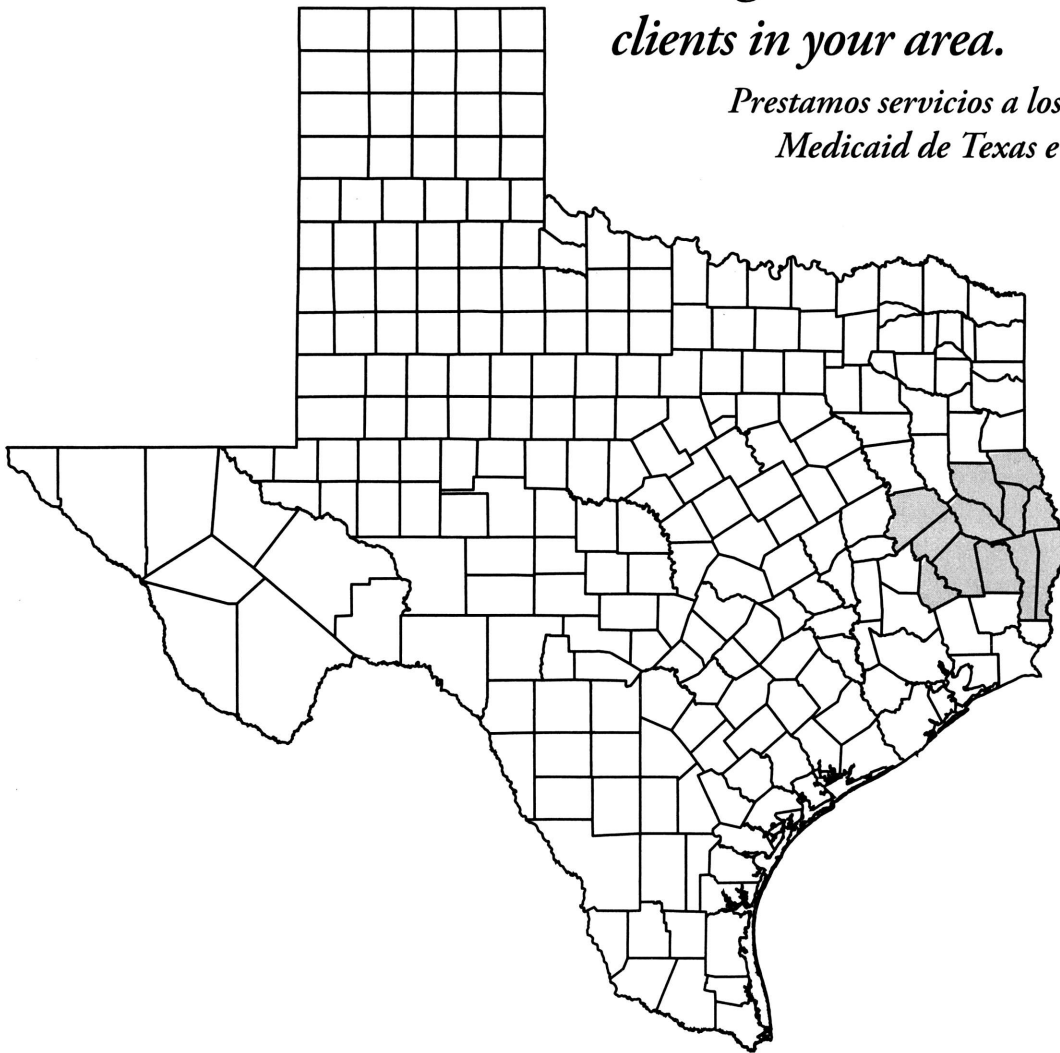 clients in your area.
Prestamos servicios a los
Medicaid de Texas e